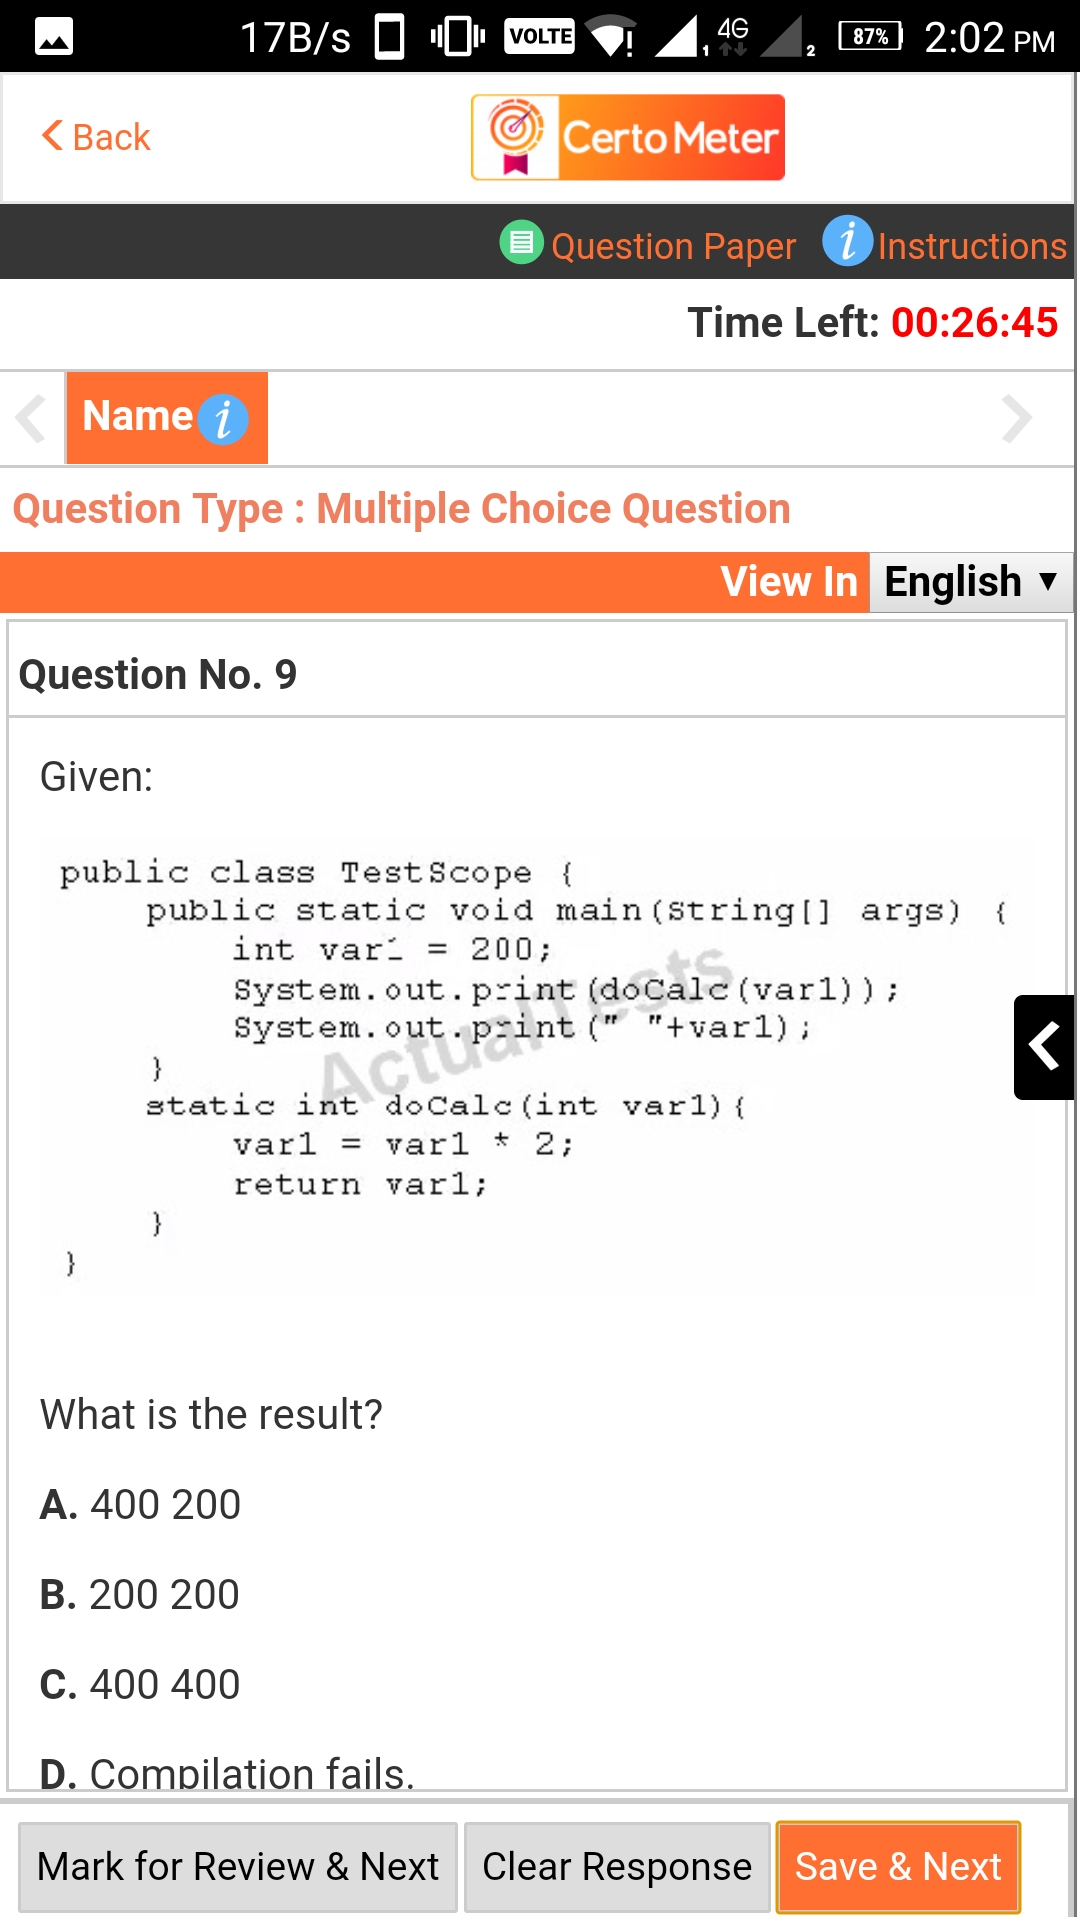 17B/s VOLTE 4G 1 2 87% 2:02 PM
Back
CertoMeter
Question Paper i Instructions
Time Left: 00:26:45
Name i
Question Type : Multiple Choice Question
View In English
Question No. 9
Given:
public class TestScope {
public static void main(String[] args) {
int var1 = 200;
System.out.print(doCalc(var1));
System.out.print(" "+var1);
}
static int doCalc(int var1){
var1 = var1 * 2;
return var1;
}
}
ActualTests
What is the result?
A. 400 200
B. 200 200
C. 400 400
D. Compilation fails.
Mark for Review & Next Clear Response Save & Next